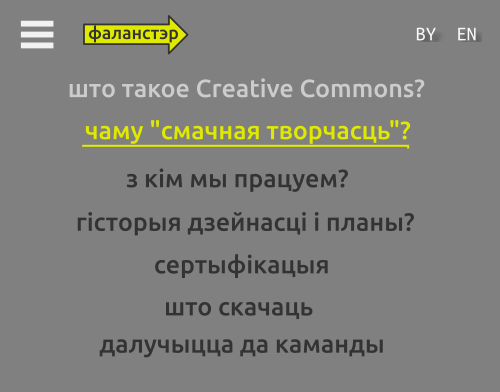 фаланстэр
BY EN
што такое Creative Commons?
чаму "смачная творчасць"?
з кім мы працуем?
гісторыя дзейнасці і планы?
сертыфікацыя
што скачаць
далучыцца да каманды